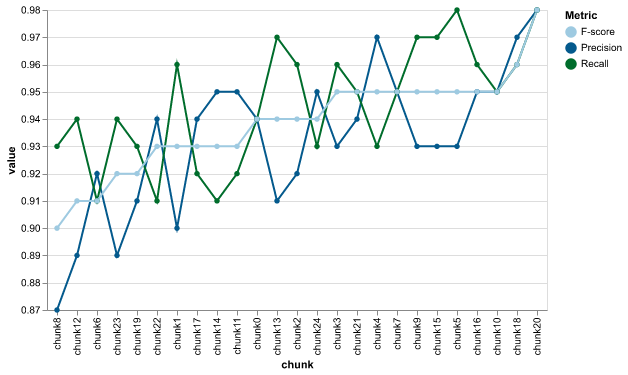 0.98
0.97
0.96
0.95
0.94
0.93
0.92
0.91
0.90
0.89
0.88
0.87
value
chunk8
chunk12
chunk6
chunk23
chunk19
chunk22
chunk1
chunk17
chunk14
chunk11
chunk0
chunk13
chunk2
chunk24
chunk3
chunk21
chunk4
chunk7
chunk9
chunk15
chunk5
chunk16
chunk10
chunk18
chunk20
chunk
Metric
F-score
Precision
Recall